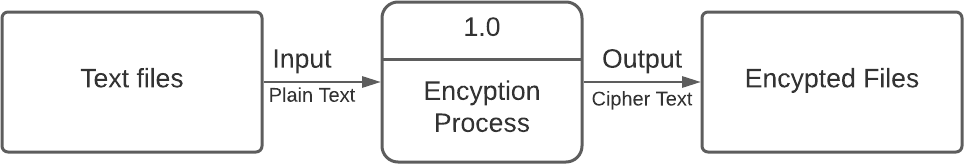 Text files
Input
Plain Text
1.0
Encyption
Process
Output
Cipher Text
Encypted Files